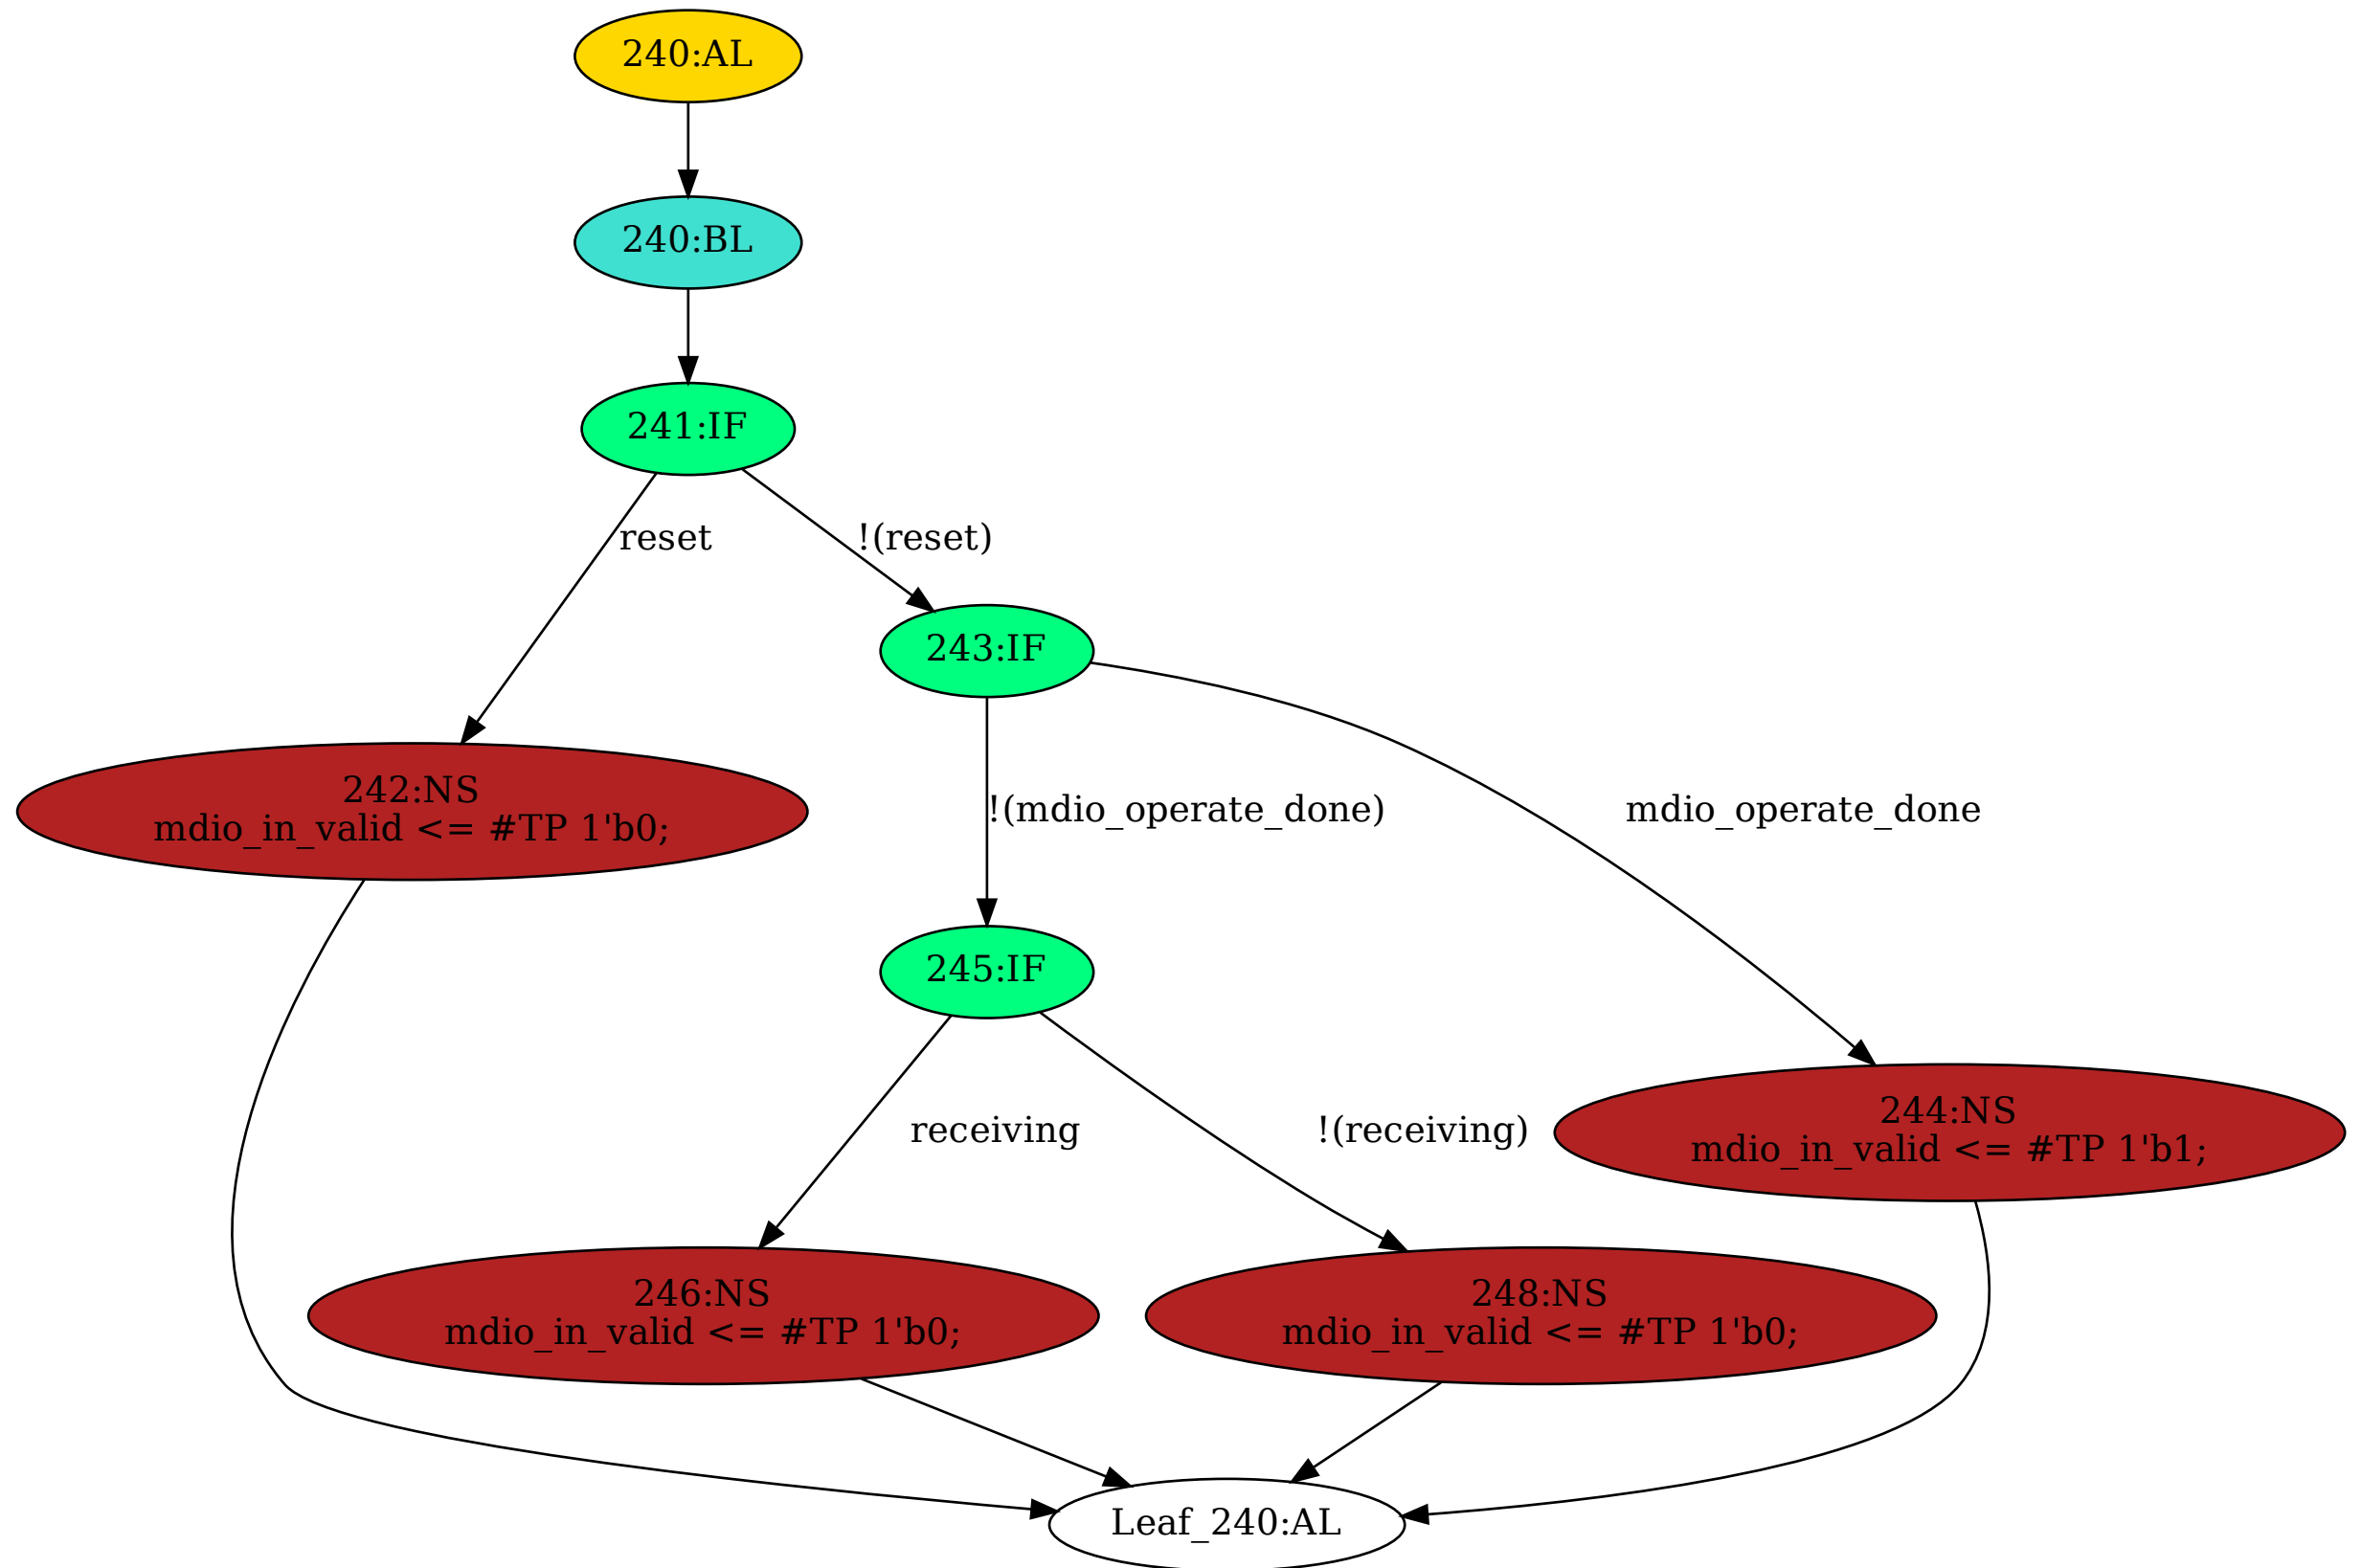 240:AL
240:BL
241:IF
reset
!(reset)
243:IF
242:NS
mdio_in_valid <= #TP 1'b0;
!(mdio_operate_done)
mdio_operate_done
245:IF
receiving
!(receiving)
244:NS
mdio_in_valid <= #TP 1'b1;
246:NS
mdio_in_valid <= #TP 1'b0;
248:NS
mdio_in_valid <= #TP 1'b0;
Leaf_240:AL